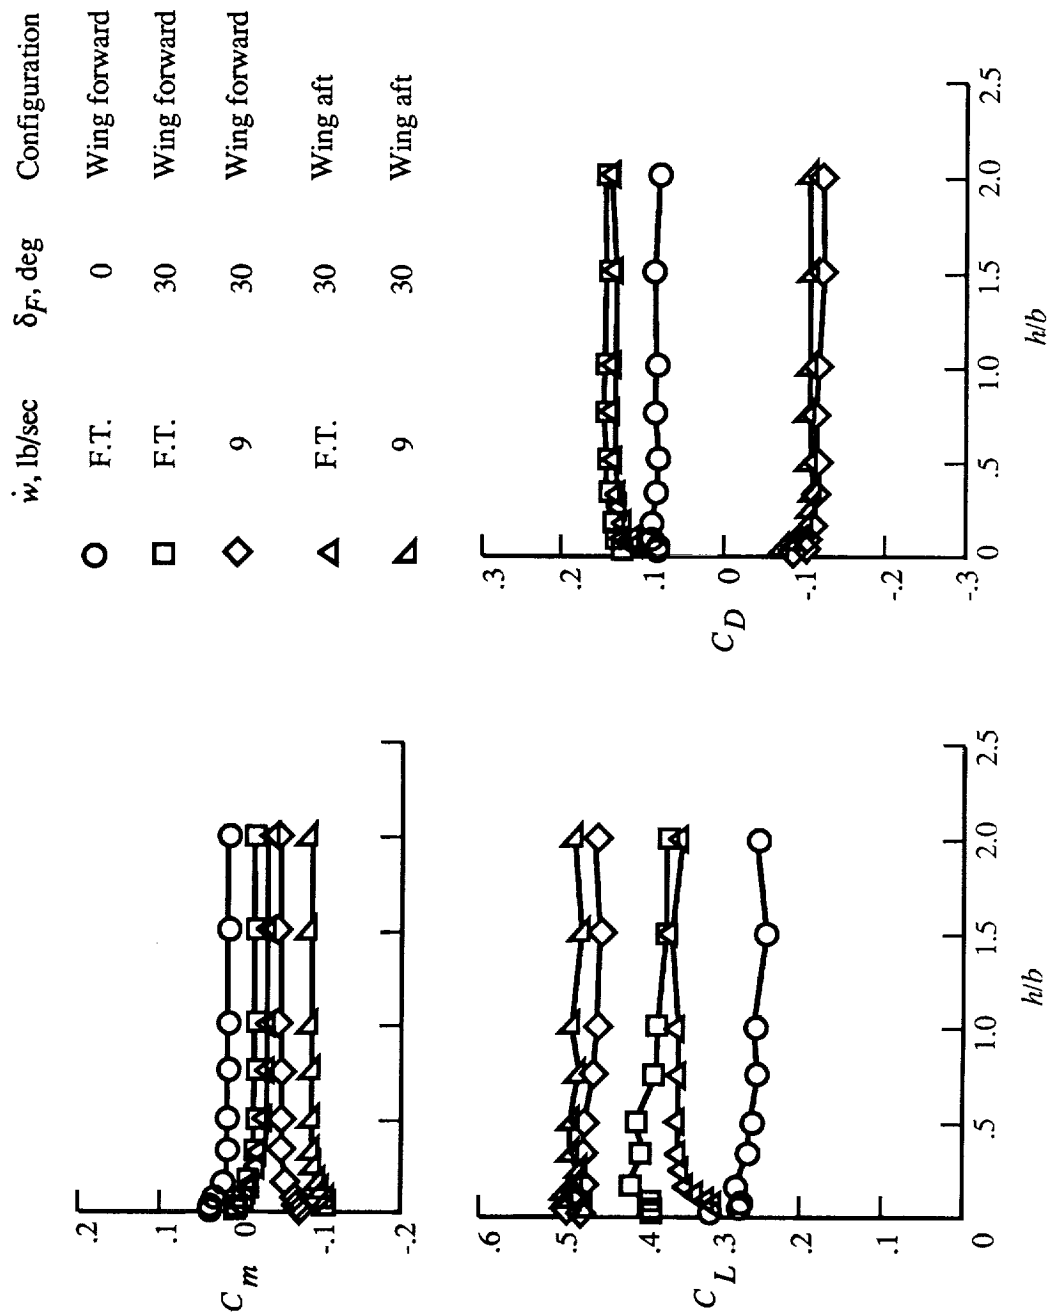 ẇ, lb/sec δF, deg Configuration
F.T. 0 Wing forward
F.T. 30 Wing forward
9 30 Wing forward
F.T. 30 Wing aft
9 30 Wing aft
.2
.1
Cm 0
-.1
-.2
.6
.5
.4
CL .3
.2
.1
0
.5 1.0 1.5 2.0 2.5
h/b
.3
.2
.1
CD 0
-.1
-.2
-.3
0 .5 1.0 1.5 2.0 2.5
h/b